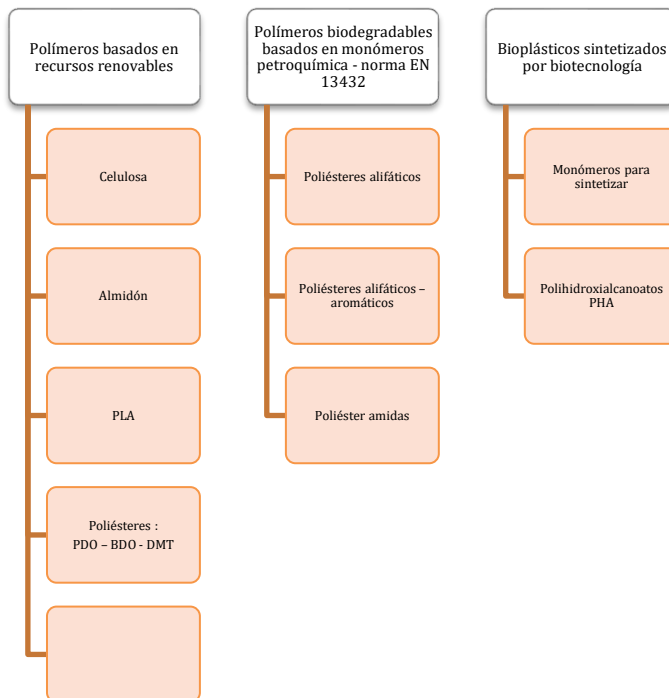 Polímeros basados en
recursos renovables
Celulosa
Almidón
PLA
Poliésteres :
PDO – BDO - DMT
Polímeros biodegradables
basados en monómeros
petroquímica - norma EN
13432
Poliésteres alifáticos
Poliésteres alifáticos –
aromáticos
Poliéster amidas
Bioplásticos sintetizados
por biotecnología
Monómeros para
sintetizar
Polihidroxialcanoatos
PHA